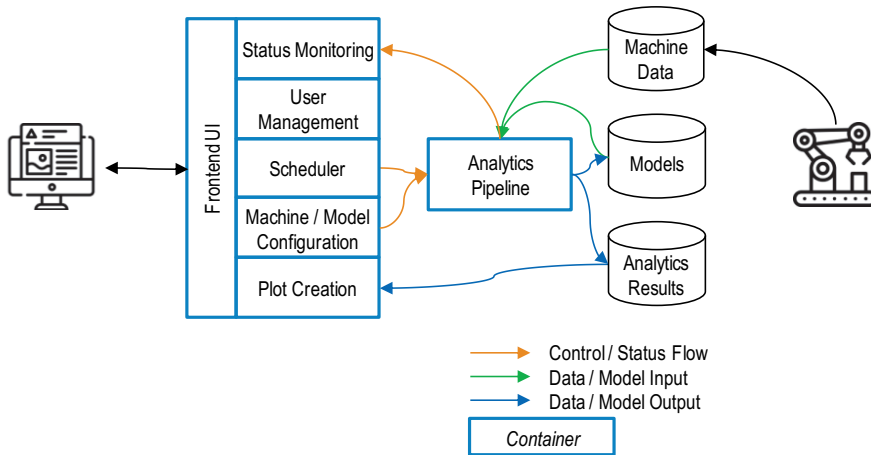 Frontend UI
Status Monitoring
User
Management
Scheduler
Machine / Model
Configuration
Plot Creation
Analytics
Pipeline
Machine
Data
Models
Analytics
Results
Control / Status Flow
Data / Model Input
Data / Model Output
Container